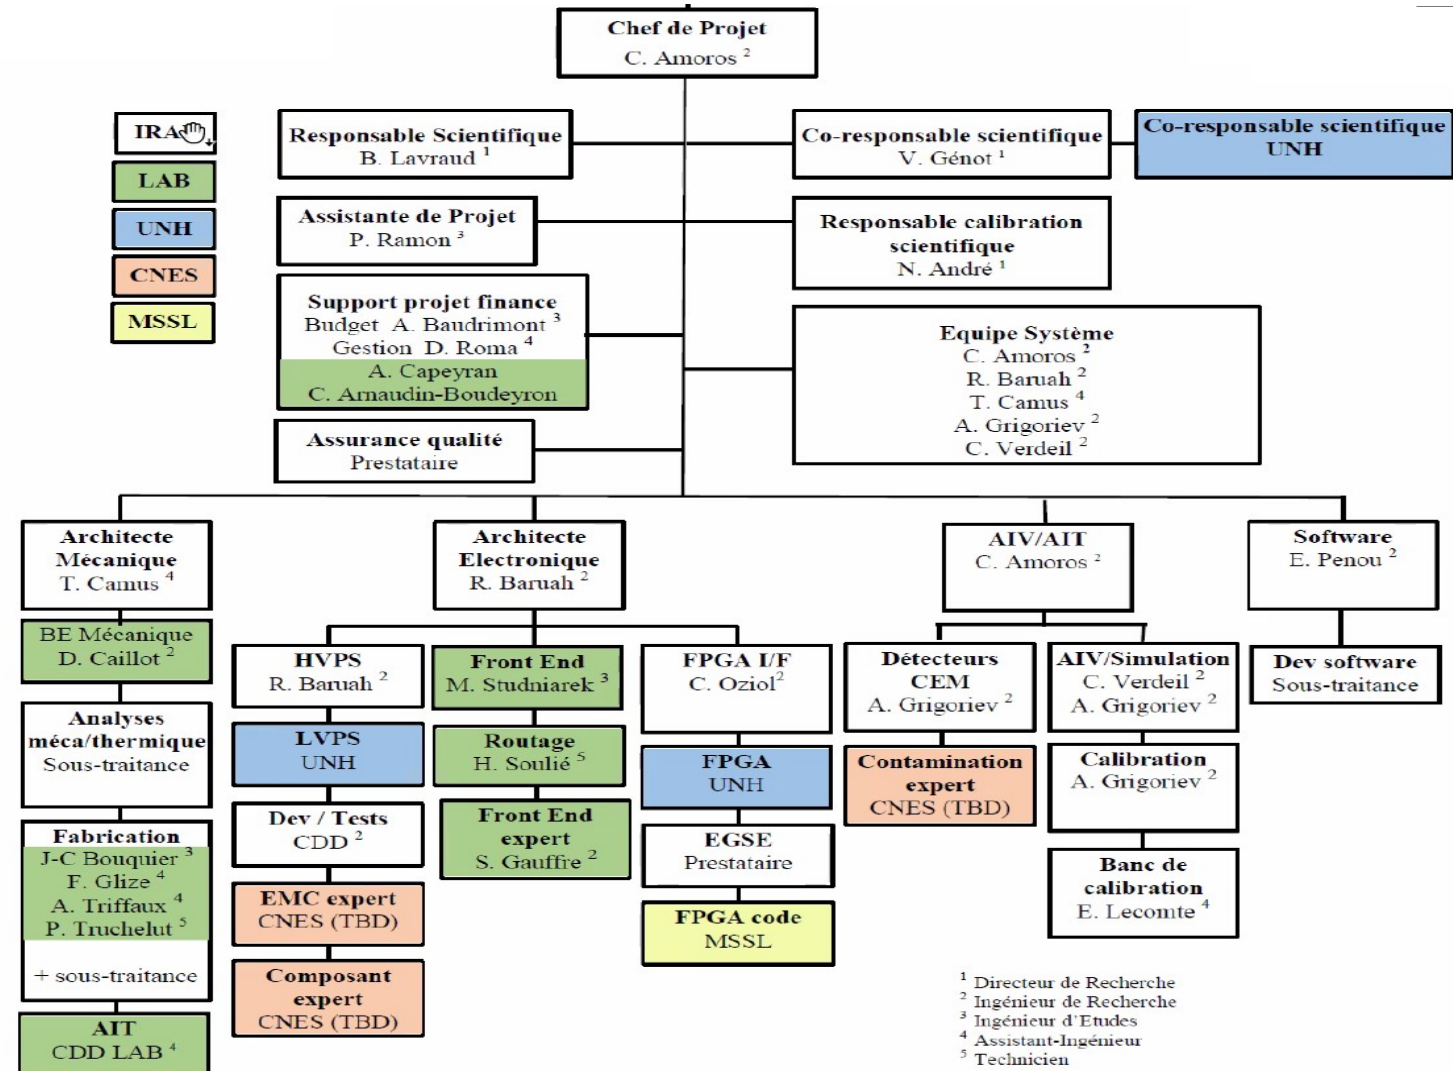 Chef de Projet
C. Amoros ²
IRA
LAB
UNH
CNES
MSSL
Responsable Scientifique
B. Lavraud ¹
Co-responsable scientifique
V. Génot ¹
Co-responsable scientifique
UNH
Assistante de Projet
P. Ramon ³
Responsable calibration
scientifique
N. André ¹
Support projet finance
Budget A. Baudrimont ³
Gestion D. Roma ⁴
A. Capeyran
C. Arnaudin-Boudeyron
Equipe Système
C. Amoros ²
R. Baruah ²
T. Camus ⁴
A. Grigoriev ²
C. Verdeil ²
Assurance qualité
Prestataire
Architecte
Mécanique
T. Camus ⁴
BE Mécanique
D. Caillot ²
Analyses
méca/thermique
Sous-traitance
Fabrication
J-C Bouquier ³
F. Glize ⁴
A. Triffaux ⁴
P. Truchelut ⁵
+ sous-traitance
AIT
CDD LAB ⁴
Architecte
Electronique
R. Baruah ²
HVPS
R. Baruah ²
LVPS
UNH
Dev / Tests
CDD ²
EMC expert
CNES (TBD)
Composant
expert
CNES (TBD)
Front End
M. Studniarek ³
Routage
H. Soulié ⁵
Front End
expert
S. Gauffre ²
FPGA I/F
C. Oziol²
FPGA
UNH
EGSE
Prestataire
FPGA code
MSSL
AIV/AIT
C. Amoros ²
Détecteurs
CEM
A. Grigoriev ²
Contamination
expert
CNES (TBD)
AIV/Simulation
C. Verdeil ²
A. Grigoriev ²
Calibration
A. Grigoriev ²
Banc de
calibration
E. Lecomte ⁴
Software
E. Penou ²
Dev software
Sous-traitance
¹ Directeur de Recherche
² Ingénieur de Recherche
³ Ingénieur d'Etudes
⁴ Assistant-Ingénieur
⁵ Technicien